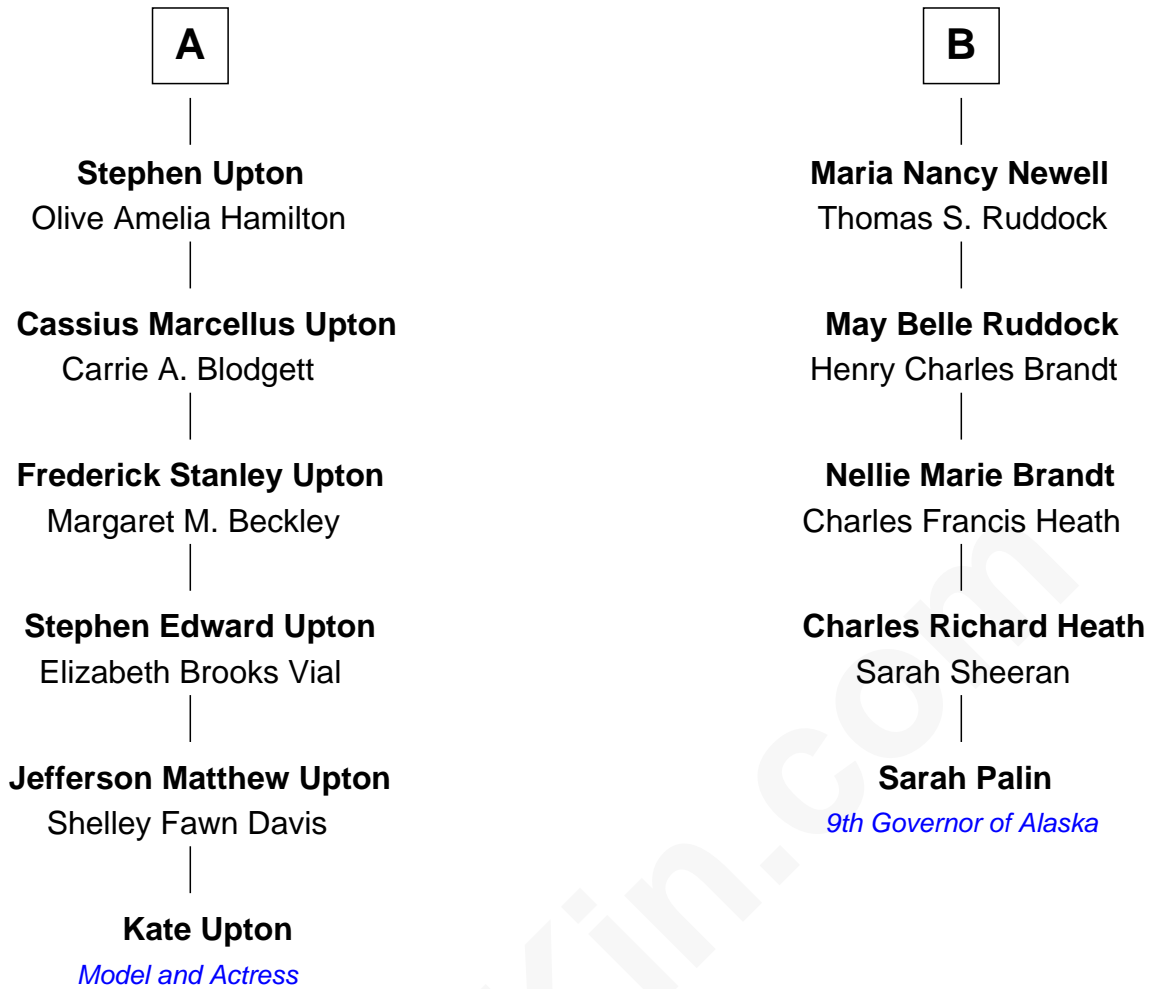 A
Stephen Upton
Olive Amelia Hamilton
Cassius Marcellus Upton
Carrie A. Blodgett
Frederick Stanley Upton
Margaret M. Beckley
Stephen Edward Upton
Elizabeth Brooks Vial
Jefferson Matthew Upton
Shelley Fawn Davis
Kate Upton
Model and Actress
B
Maria Nancy Newell
Thomas S. Ruddock
May Belle Ruddock
Henry Charles Brandt
Nellie Marie Brandt
Charles Francis Heath
Charles Richard Heath
Sarah Sheeran
Sarah Palin
9th Governor of Alaska
Kin.com